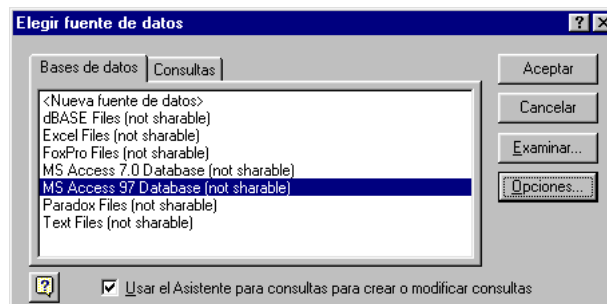 Elegir fuente de datos
Bases de datos Consultas
<Nueva fuente de datos>
dBASE Files (not sharable)
Excel Files (not sharable)
FoxPro Files (not sharable)
MS Access 7.0 Database (not sharable)
MS Access 97 Database (not sharable)
Paradox Files (not sharable)
Text Files (not sharable)
Aceptar
Cancelar
Examinar...
Opciones...
Usar el Asistente para consultas para crear o modificar consultas